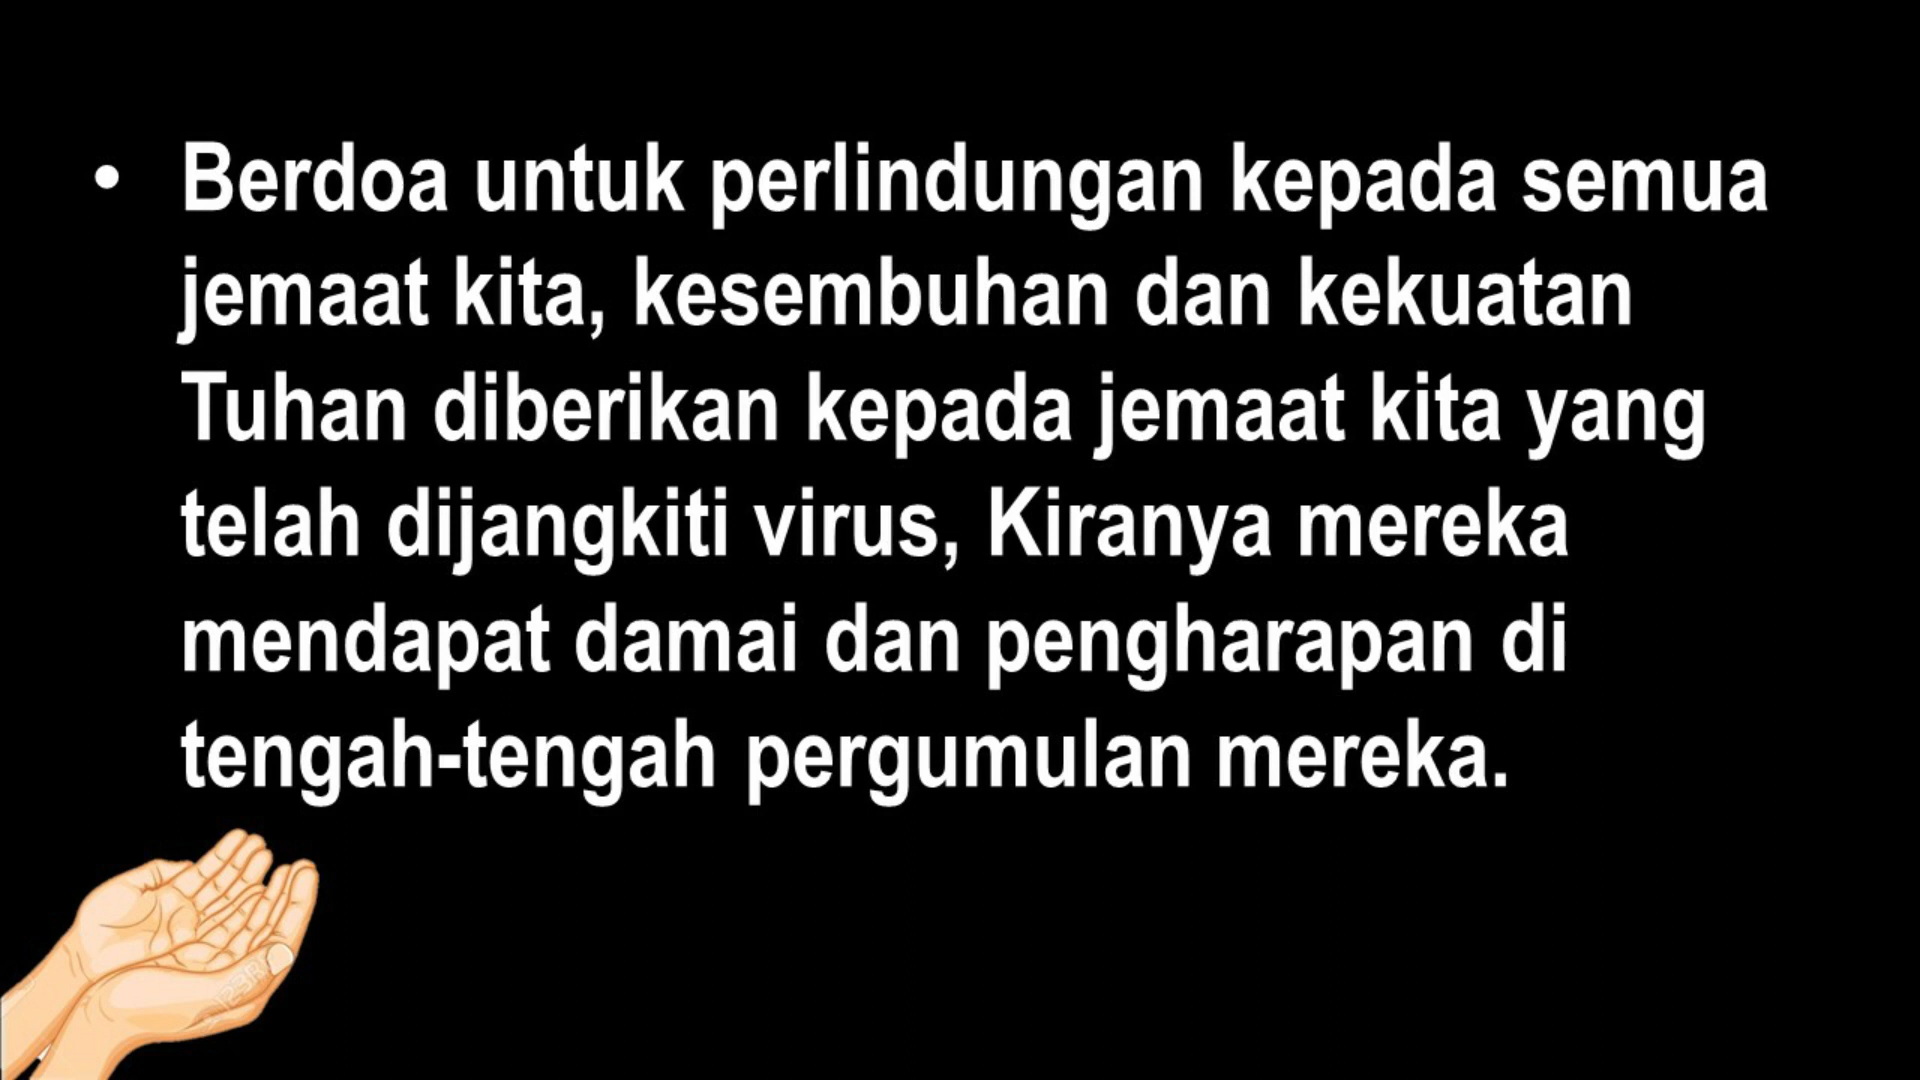 • Berdoa untuk perlindungan kepada semua
jemaat kita, kesembuhan dan kekuatan
Tuhan diberikan kepada jemaat kita yang
telah dijangkiti virus, Kiranya mereka
mendapat damai dan pengharapan di
tengah-tengah pergumulan mereka.